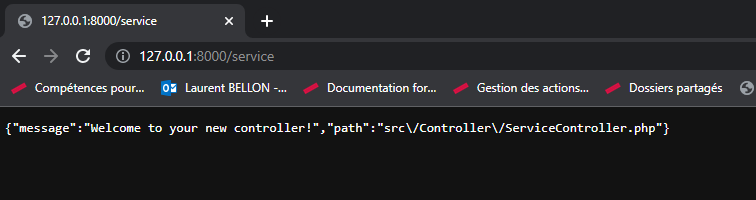 127.0.0.1:8000/service
127.0.0.1:8000/service
Compétences pour... Laurent BELLON -... Documentation for... Gestion des actions... Dossiers partagés
{"message":"Welcome to your new controller!","path":"src\/Controller\/ServiceController.php"}